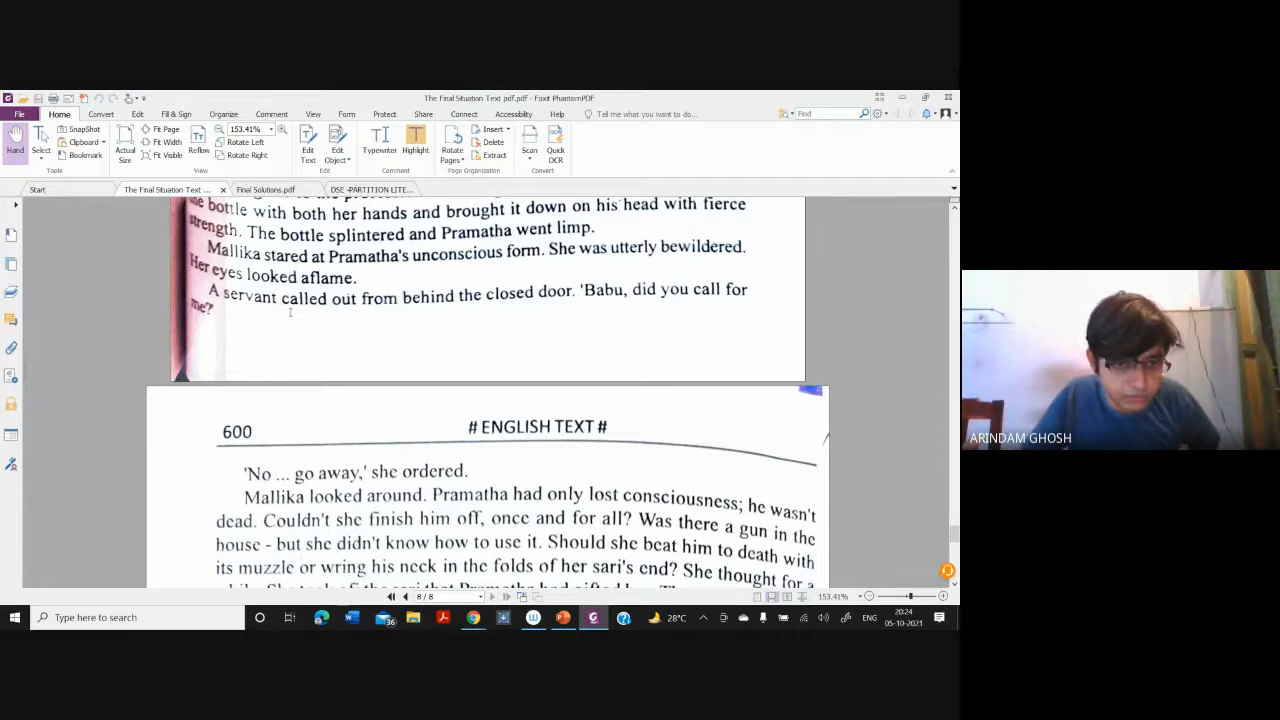 The Final Situation Text pdf.pdf - Foxit PhantomPDF
File Home Convert Fill & Sign Organize Comment View Form Protect Share Connect Accessibility Help Tell me what you want to do... Find
SnapShot Fit Page 153.41% Insert
Hand Select Clipboard Actual Size Fit Width Reflow Rotate Left Edit Text Edit Object Typewriter Highlight Rotate Pages Delete Scan Quick OCR
Bookmark Fit Visible Rotate Right Extract
Tools View Edit Comment Page Organization Convert
Start The Final Situation Text ... Final Solutions.pdf DSE -PARTITION LITE...
the bottle with both her hands and brought it down on his head with fierce
strength. The bottle splintered and Pramatha went limp.
Mallika stared at Pramatha's unconscious form. She was utterly bewildered.
Her eyes looked aflame.
A servant called out from behind the closed door. 'Babu, did you call for
me?
600 # ENGLISH TEXT #
'No ... go away,' she ordered.
Mallika looked around. Pramatha had only lost consciousness; he wasn't
dead. Couldn't she finish him off, once and for all? Was there a gun in the
house - but she didn't know how to use it. Should she beat him to death with
its muzzle or wring his neck in the folds of her sari's end? She thought for a
8 / 8 153.41%
Type here to search 36 28°C ENG 20:24
05-10-2021
ARINDAM GHOSH